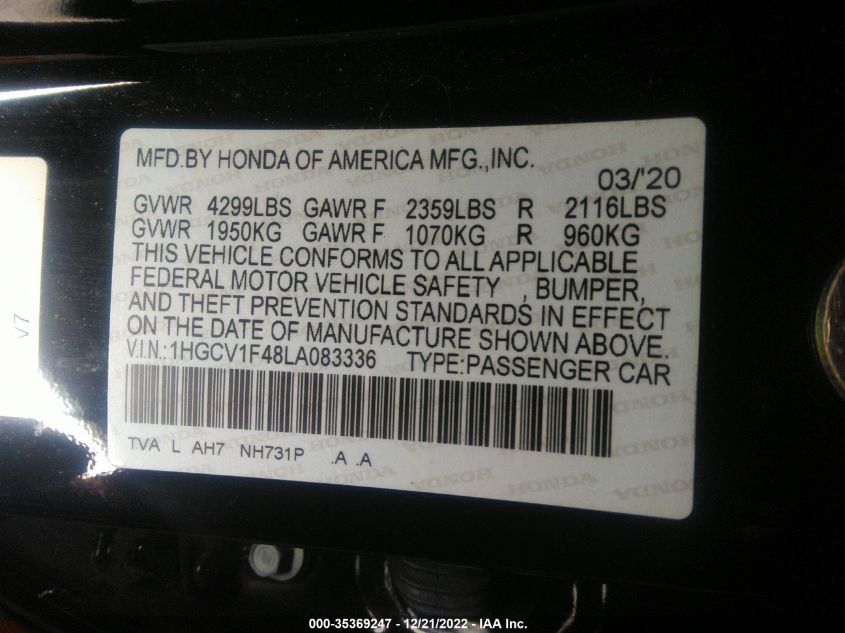 MFD.BY HONDA OF AMERICA MFG.,INC.
03/'20
GVWR 4299LBS GAWR F 2359LBS R 2116LBS
GVWR 1950KG GAWR F 1070KG R 960KG
THIS VEHICLE CONFORMS TO ALL APPLICABLE
FEDERAL MOTOR VEHICLE SAFETY , BUMPER,
AND THEFT PREVENTION STANDARDS IN EFFECT
ON THE DATE OF MANUFACTURE SHOWN ABOVE.
V.I.N.:1HGCV1F48LA083336 TYPE:PASSENGER CAR
TVA L AH7 NH731P .A .A
V7
000-35369247 - 12/21/2022 - IAA Inc.